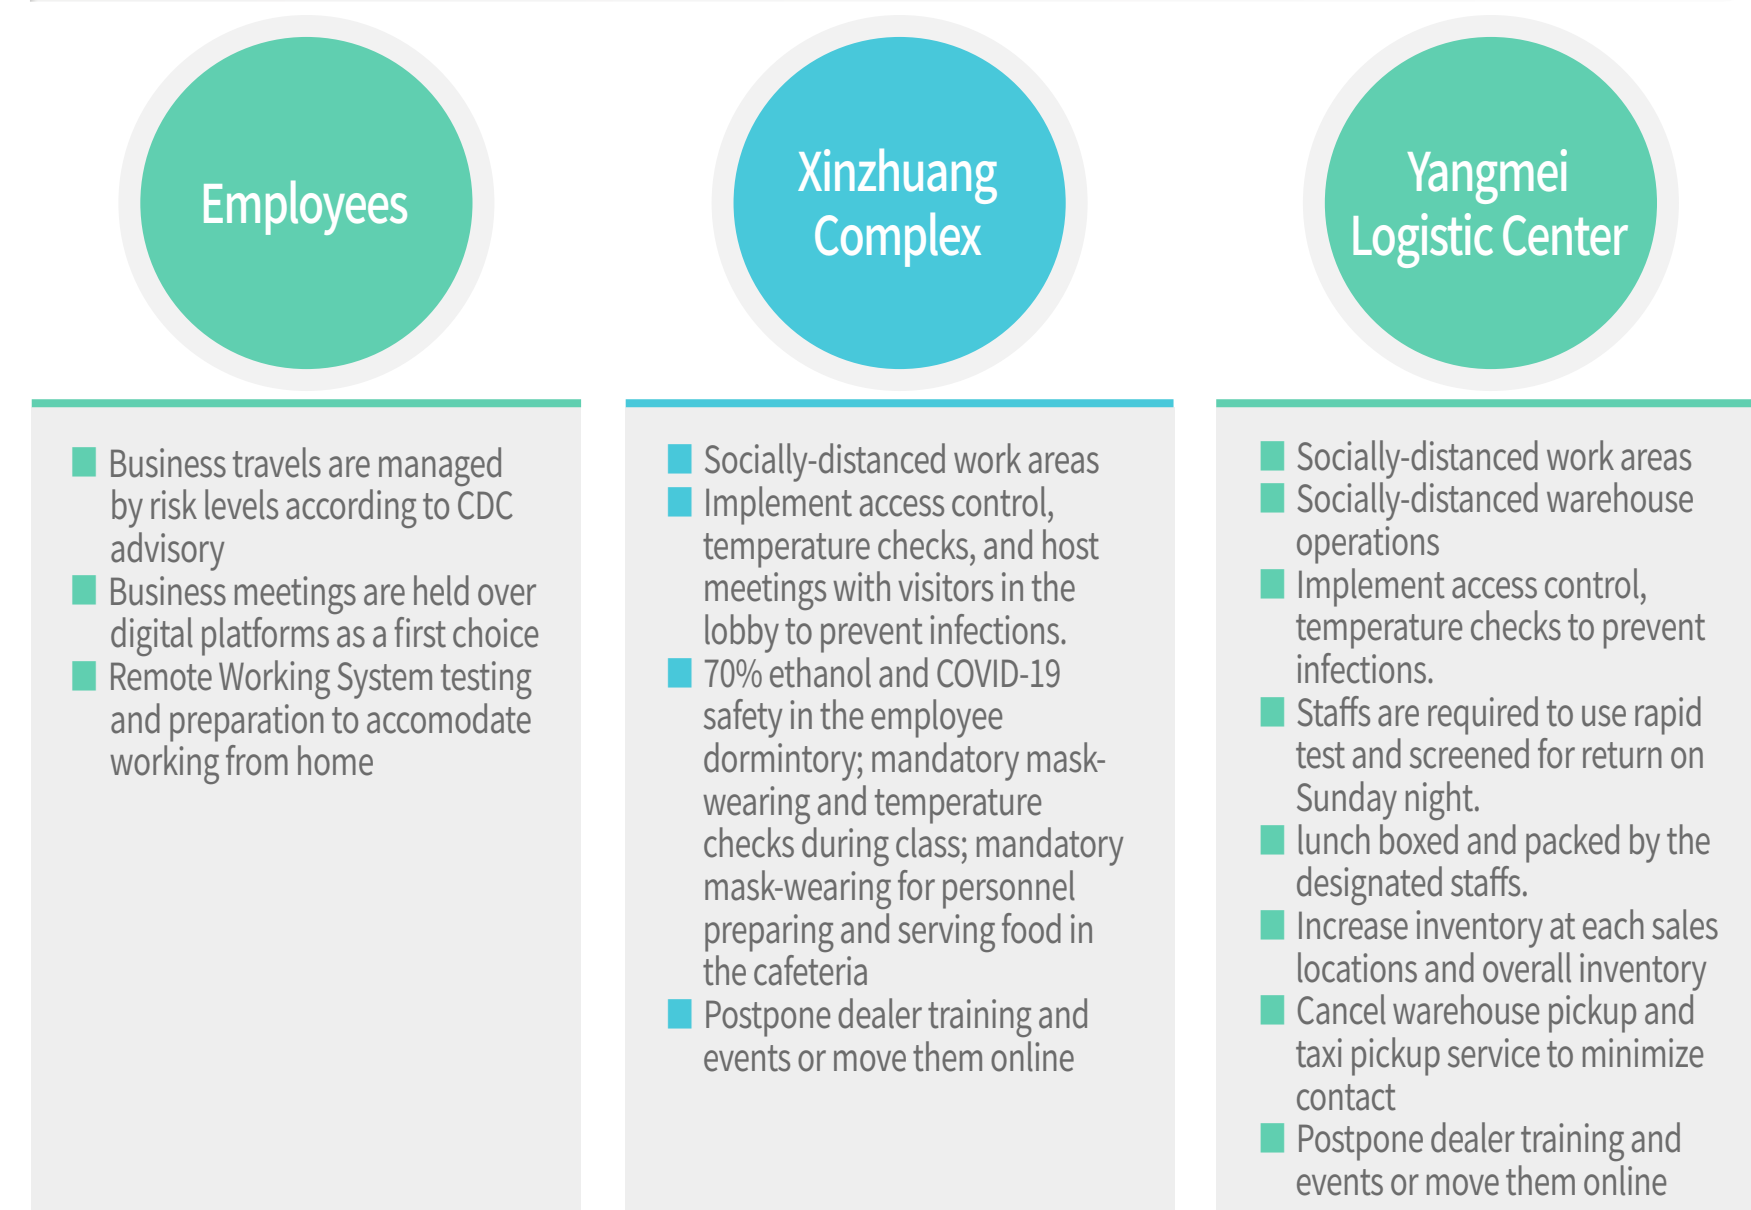 Employees
Business travels are managed
by risk levels according to CDC
advisory
Business meetings are held over
digital platforms as a first choice
Remote Working System testing
and preparation to accomodate
working from home
Xinzhuang
Complex
Socially-distanced work areas
Implement access control,
temperature checks, and host
meetings with visitors in the
lobby to prevent infections.
70% ethanol and COVID-19
safety in the employee
dormintory; mandatory mask-
wearing and temperature
checks during class; mandatory
mask-wearing for personnel
preparing and serving food in
the cafeteria
Postpone dealer training and
events or move them online
Yangmei
Logistic Center
Socially-distanced work areas
Socially-distanced warehouse
operations
Implement access control,
temperature checks to prevent
infections.
Staffs are required to use rapid
test and screened for return on
Sunday night.
lunch boxed and packed by the
designated staffs.
Increase inventory at each sales
locations and overall inventory
Cancel warehouse pickup and
taxi pickup service to minimize
contact
Postpone dealer training and
events or move them online